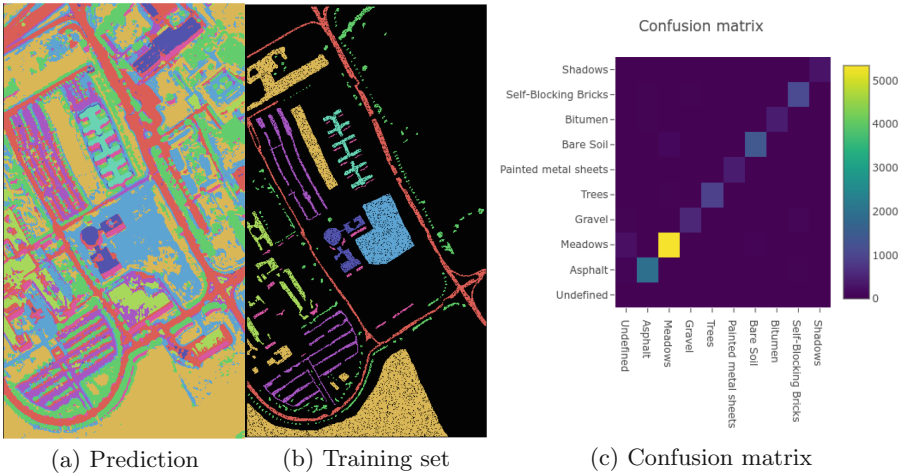 Confusion matrix
Shadows
Self-Blocking Bricks
Bitumen
Bare Soil
Painted metal sheets
Trees
Gravel
Meadows
Asphalt
Undefined
5000
4000
3000
2000
1000
0
Undefined
Asphalt
Meadows
Gravel
Trees
Painted metal sheets
Bare Soil
Bitumen
Self-Blocking Bricks
Shadows
(a) Prediction
(b) Training set
(c) Confusion matrix